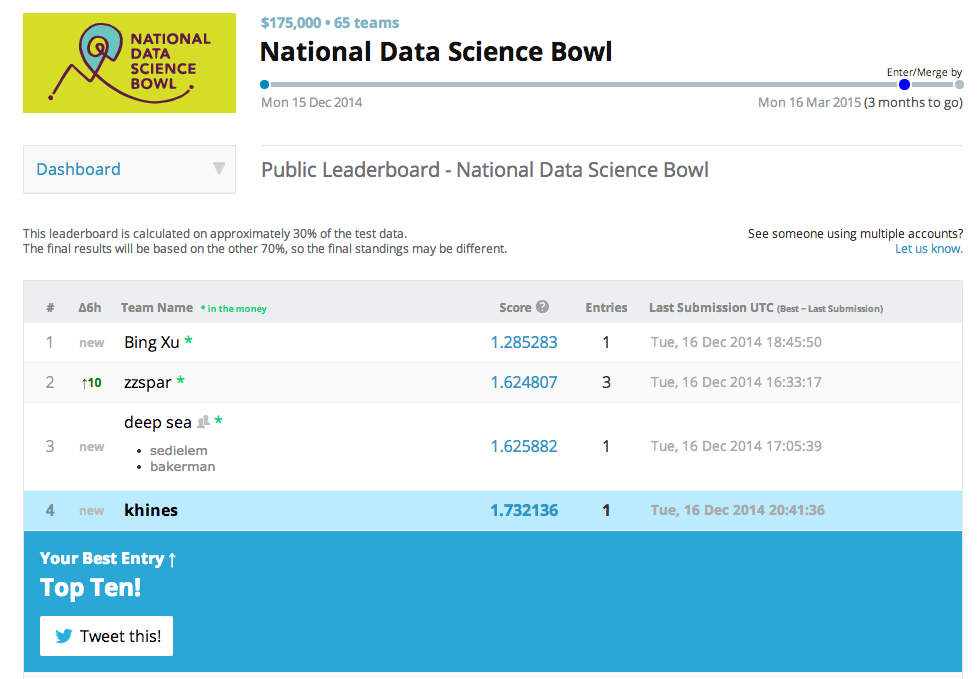 NATIONAL
DATA
SCIENCE
BOWL
$175,000 • 65 teams
National Data Science Bowl
Enter/Merge by
Mon 15 Dec 2014
Mon 16 Mar 2015 (3 months to go)
Dashboard
Public Leaderboard - National Data Science Bowl
This leaderboard is calculated on approximately 30% of the test data.
The final results will be based on the other 70%, so the final standings may be different.
See someone using multiple accounts?
Let us know.
# Δ6h Team Name * in the money Score ? Entries Last Submission UTC (Best – Last Submission)
1 new Bing Xu * 1.285283 1 Tue, 16 Dec 2014 18:45:50
2 ↑10 zzspar * 1.624807 3 Tue, 16 Dec 2014 16:33:17
3 new deep sea * 1.625882 1 Tue, 16 Dec 2014 17:05:39
• sedielem
• bakerman
4 new khines 1.732136 1 Tue, 16 Dec 2014 20:41:36
Your Best Entry ↑
Top Ten!
Tweet this!